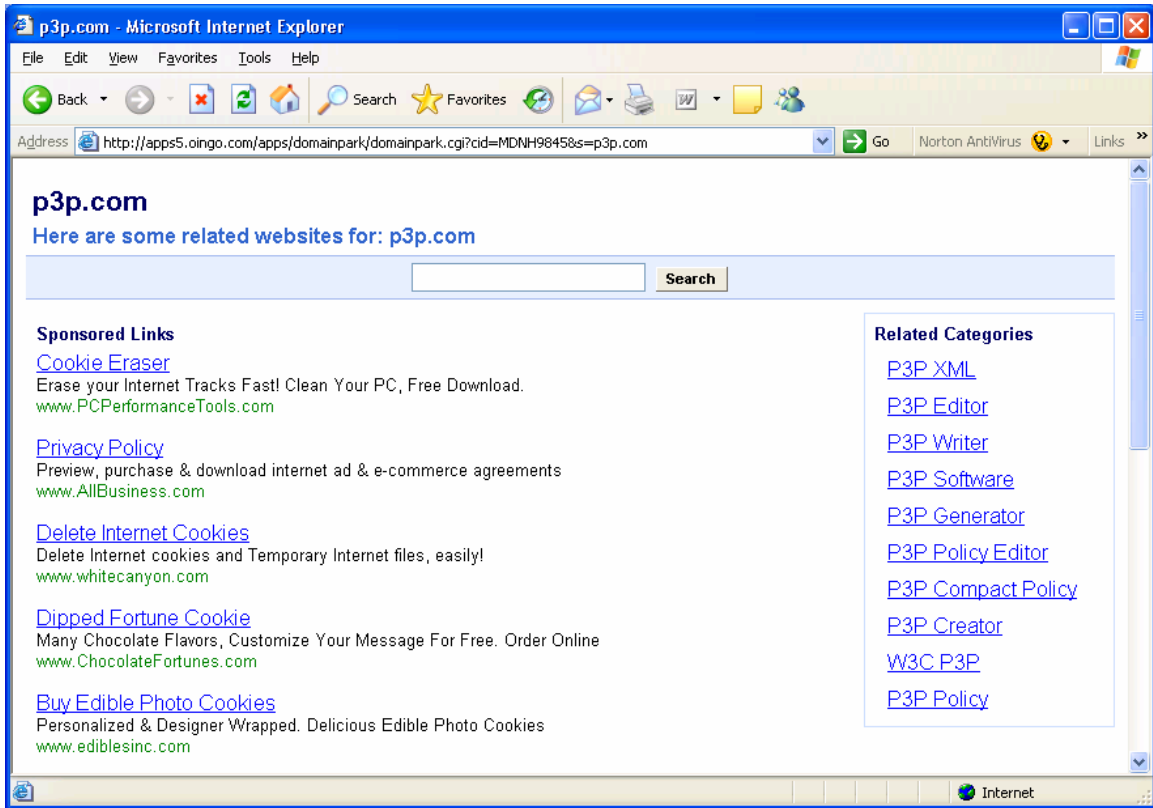 p3p.com - Microsoft Internet Explorer
File Edit View Favorites Tools Help
Back Search Favorites W
Address http://apps5.oingo.com/apps/domainpark/domainpark.cgi?cid=MDNH9845&s=p3p.com Go Norton AntiVirus Links »
p3p.com
Here are some related websites for: p3p.com
Search
Sponsored Links
Cookie Eraser
Erase your Internet Tracks Fast! Clean Your PC, Free Download.
www.PCPerformanceTools.com
Privacy Policy
Preview, purchase & download internet ad & e-commerce agreements
www.AllBusiness.com
Delete Internet Cookies
Delete Internet cookies and Temporary Internet files, easily!
www.whitecanyon.com
Dipped Fortune Cookie
Many Chocolate Flavors, Customize Your Message For Free. Order Online
www.ChocolateFortunes.com
Buy Edible Photo Cookies
Personalized & Designer Wrapped. Delicious Edible Photo Cookies
www.ediblesinc.com
Related Categories
P3P XML
P3P Editor
P3P Writer
P3P Software
P3P Generator
P3P Policy Editor
P3P Compact Policy
P3P Creator
W3C P3P
P3P Policy
Internet